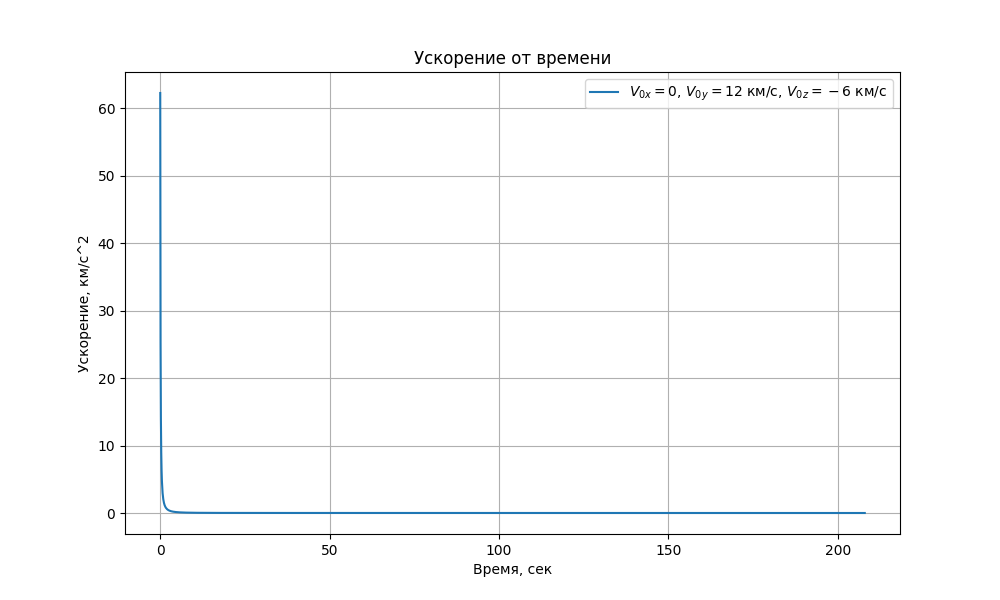 Ускорение от времени
V₀ₓ = 0, V₀ᵧ = 12 км/с, V₀z = −6 км/с
Ускорение, км/с^2
60
50
40
30
20
10
0
0 50 100 150 200
Время, сек